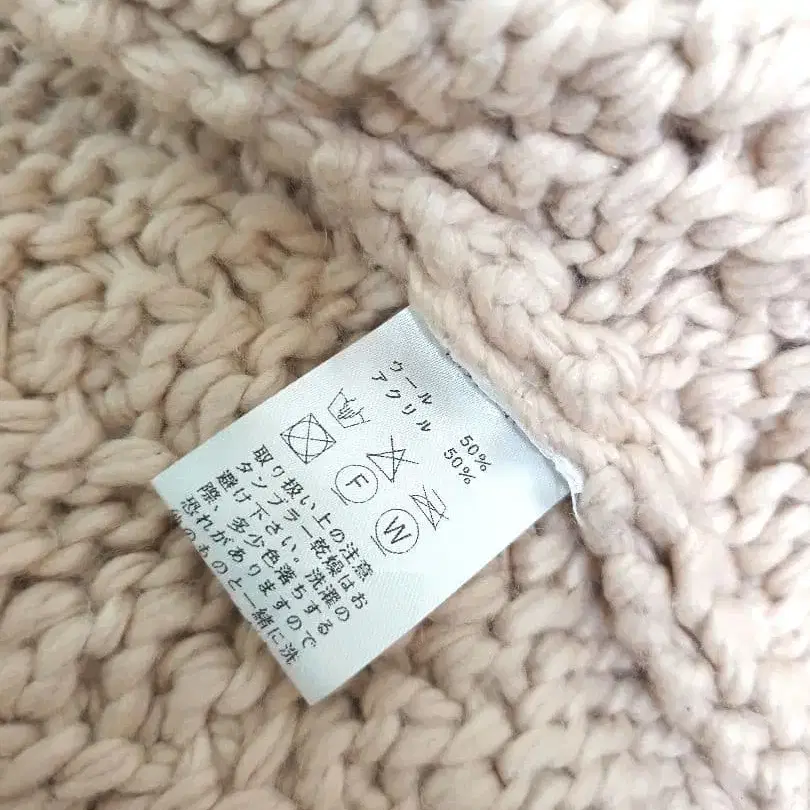 ウール 50%
アクリル 50%
F W
取り扱い上の注意
タンブラー乾燥はお
避け下さい。洗濯の
際、多少色落ちする
恐れがありますので
のものと一緒に洗